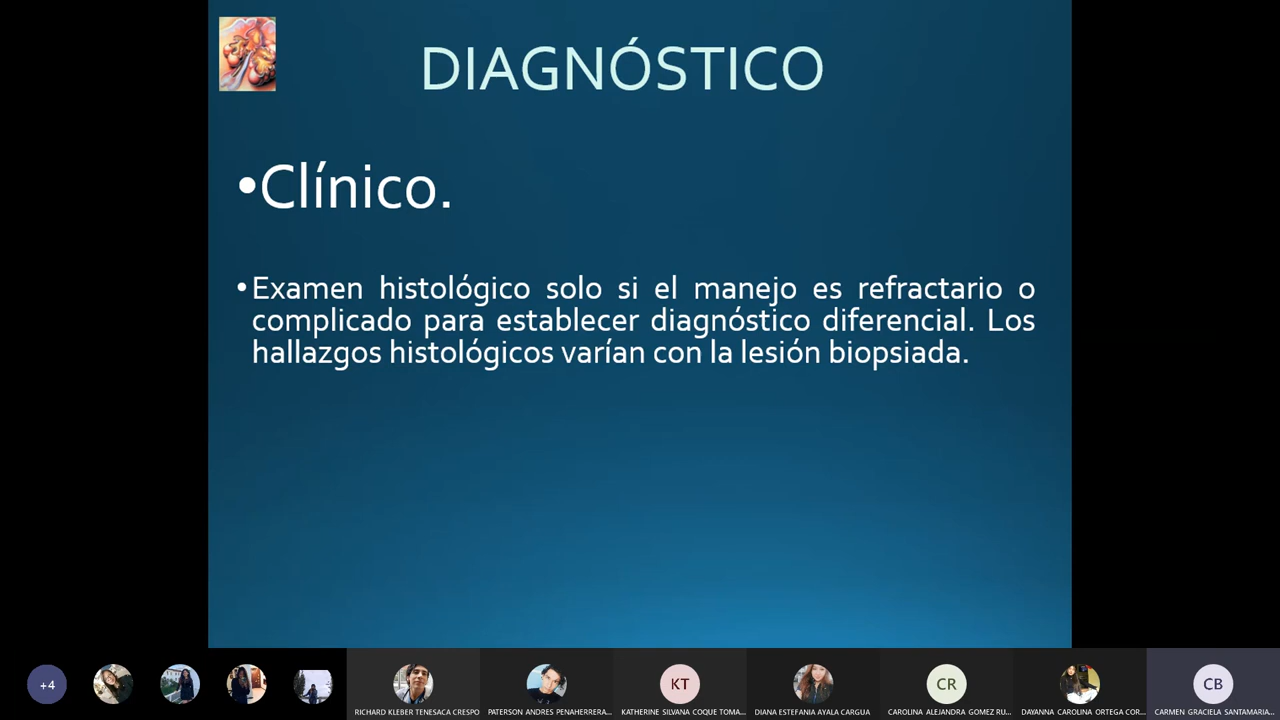 DIAGNÓSTICO
•Clínico.
•Examen histológico solo si el manejo es refractario o
complicado para establecer diagnóstico diferencial. Los
hallazgos histológicos varían con la lesión biopsiada.
+4
KT
CR
CB
RICHARD KLEBER TENESACA CRESPO
PATERSON ANDRES PENAHERRERA...
KATHERINE SILVANA COQUE TOMA...
DIANA ESTEFANIA AYALA CARGUA
CAROLINA ALEJANDRA GOMEZ RU...
DAYANNA CAROLINA ORTEGA COR...
CARMEN GRACIELA SANTAMARIA...